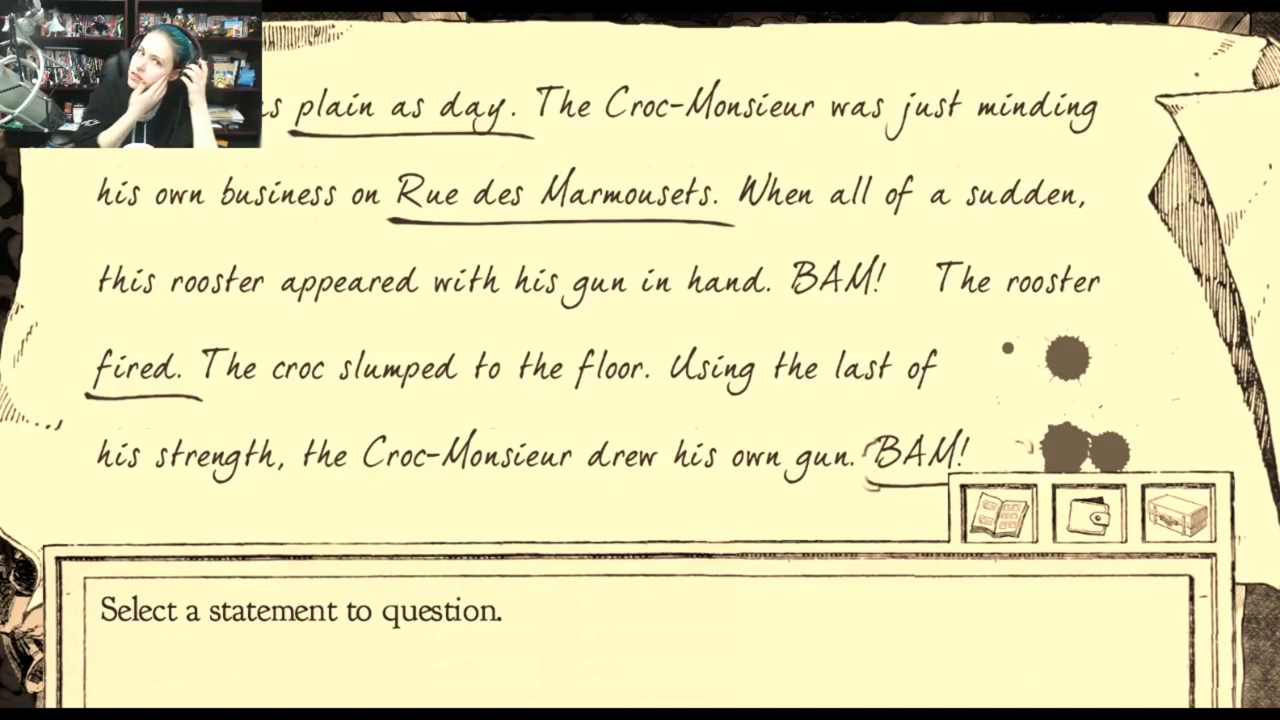 plain as day. The Croc-Monsieur was just minding
his own business on Rue des Marmousets. When all of a sudden,
this rooster appeared with his gun in hand. BAM! The rooster
fired. The croc slumped to the floor. Using the last of
his strength, the Croc-Monsieur drew his own gun. BAM!
Select a statement to question.